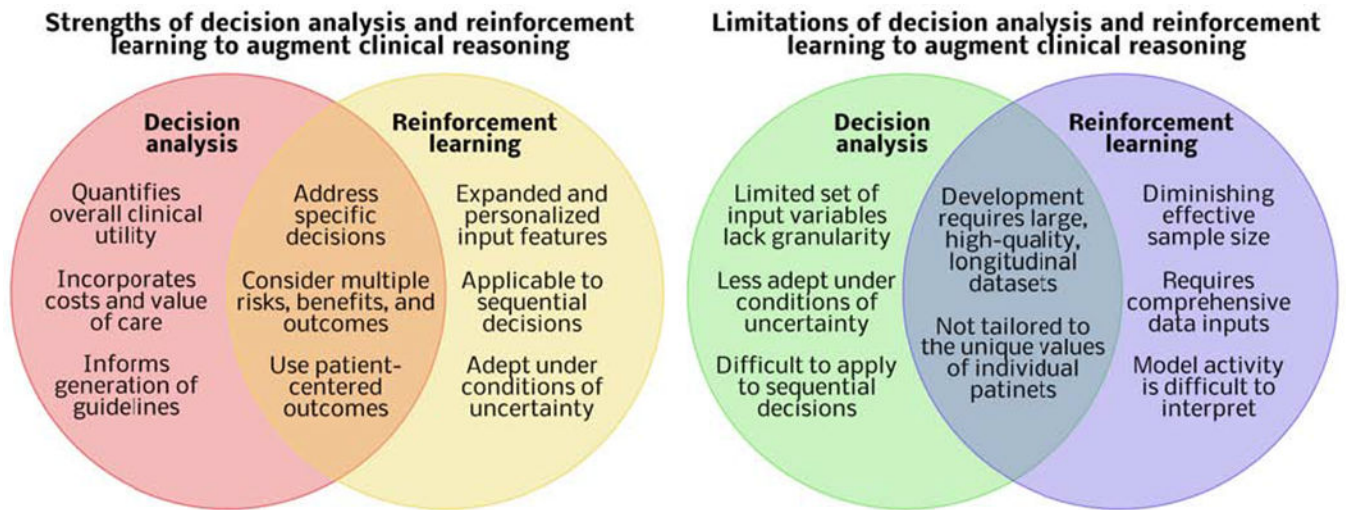 Strengths of decision analysis and reinforcement
learning to augment clinical reasoning
Decision
analysis
Quantifies
overall clinical
utility
Incorporates
costs and value
of care
Informs
generation of
guidelines
Address
specific
decisions
Consider multiple
risks, benefits, and
outcomes
Use patient-
centered
outcomes
Reinforcement
learning
Expanded and
personalized
input features
Applicable to
sequential
decisions
Adept under
conditions of
uncertainty
Limitations of decision analysis and reinforcement
learning to augment clinical reasoning
Decision
analysis
Limited set of
input variables
lack granularity
Less adept under
conditions of
uncertainty
Difficult to apply
to sequential
decisions
Development
requires large,
high-quality,
longitudinal
datasets
Not tailored to
the unique values
of individual
patinets
Reinforcement
learning
Diminishing
effective
sample size
Requires
comprehensive
data inputs
Model activity
is difficult to
interpret